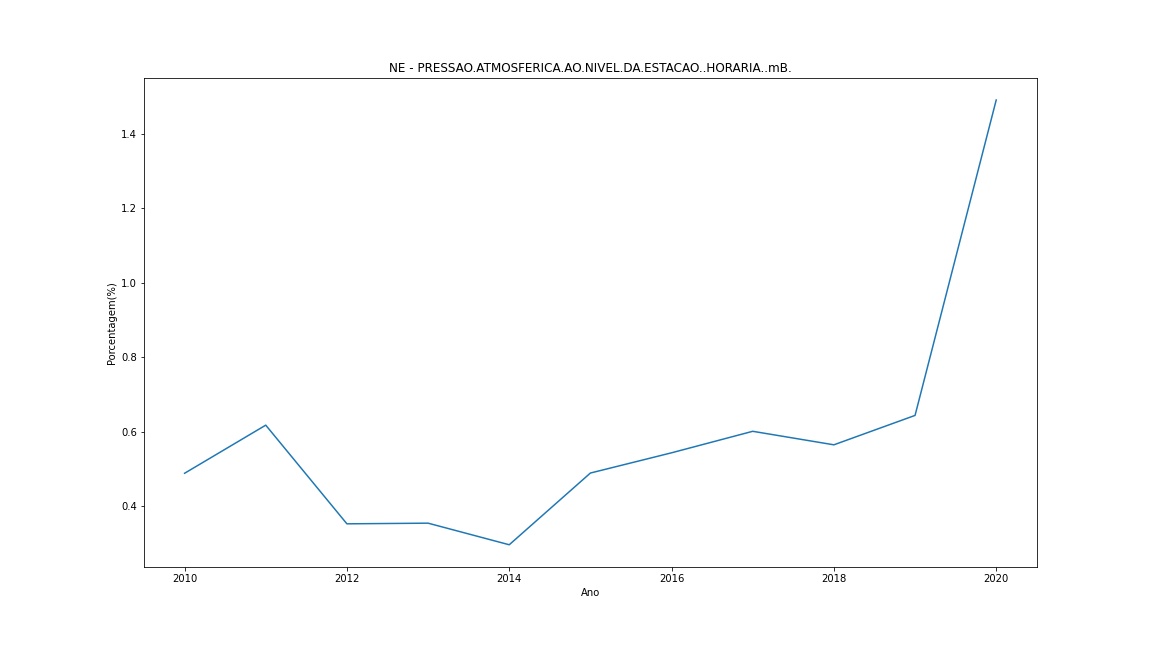 NE - PRESSAO.ATMOSFERICA.AO.NIVEL.DA.ESTACAO..HORARIA..mB.
Porcentagem(%)
1.4
1.2
1.0
0.8
0.6
0.4
2010 2012 2014 2016 2018 2020
Ano